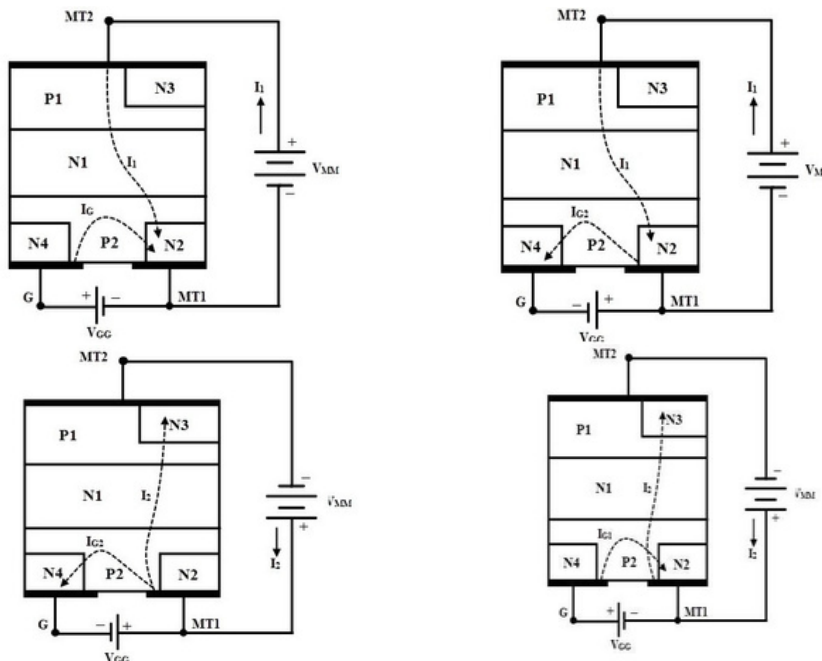 MT2
P1
N3
I1
+
I1
N1
VMM
−
IG
N4
P2
N2
G
+
−
MT1
VGG
MT2
P1
N3
I1
+
I1
N1
VM
−
IG2
N4
P2
N2
G
−
+
MT1
VGG
MT2
P1
N3
−
N1
I2
VMM
+
IG2
I2
N4
P2
N2
G
−
+
MT1
VGG
MT2
P1
N3
−
N1
I2
VMM
+
IG1
I2
N4
P2
N2
G
+
−
MT1
VGG